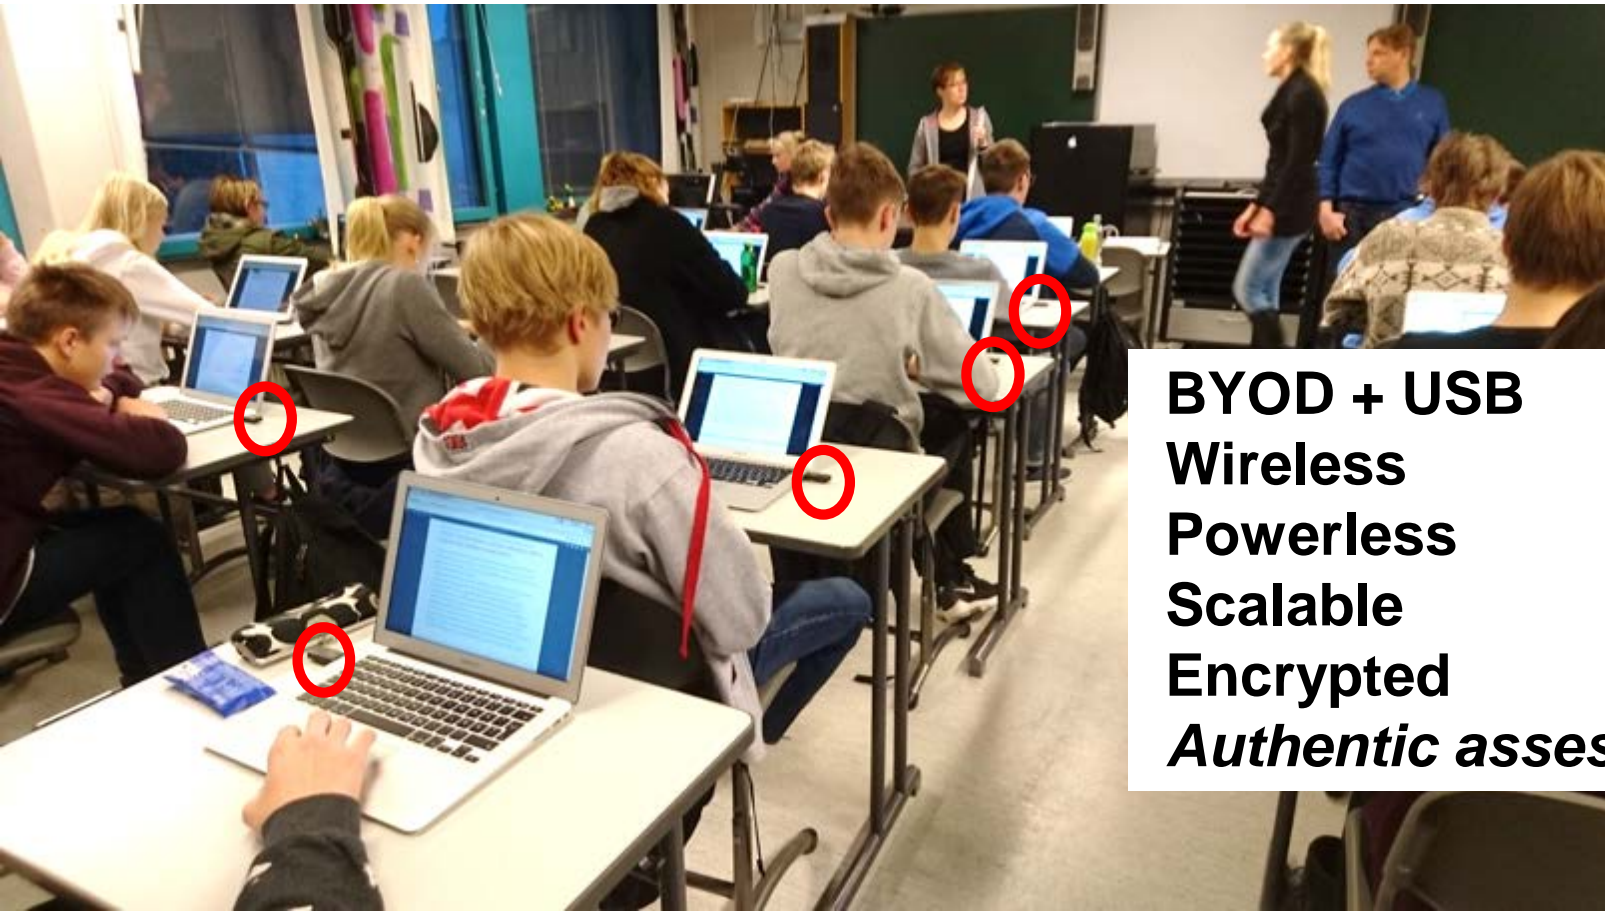 BYOD + USB
Wireless
Powerless
Scalable
Encrypted
Authentic asses